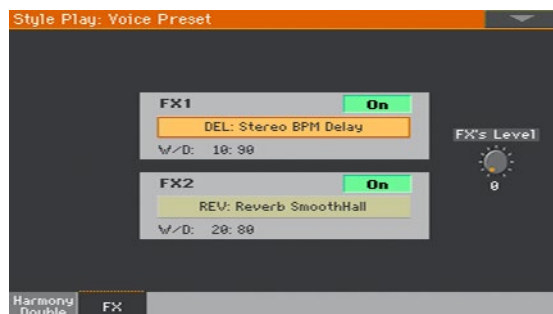 Style Play: Voice Preset
FX1
On
DEL: Stereo BPM Delay
W/D: 10:90
FX's Level
0
FX2
On
REV: Reverb SmoothHall
W/D: 20:80
Harmony
Double
FX